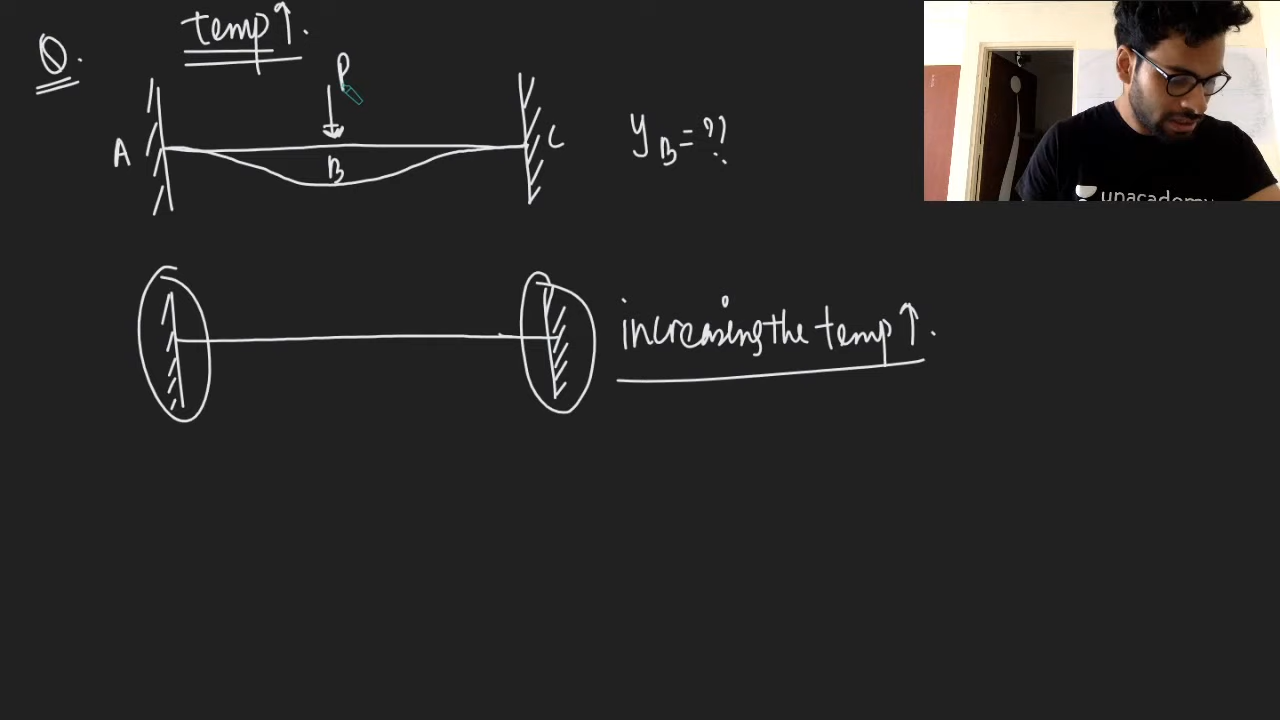 Q.
temp↑.
P
A
B
C
y_B = ??
increasing the temp↑.
unacademy